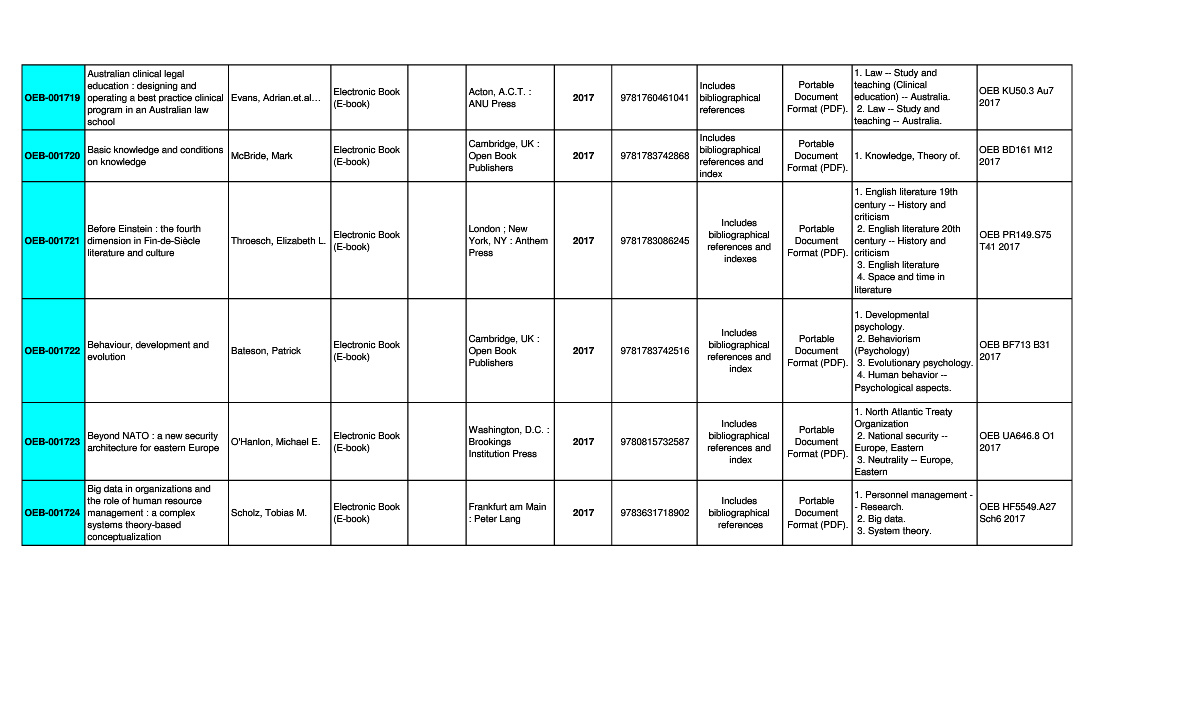 OEB-001719
Australian clinical legal
education : designing and
operating a best practice clinical
program in an Australian law
school
Evans, Adrian.et.al...
Electronic Book
(E-book)
Acton, A.C.T. :
ANU Press
2017
9781760461041
Includes
bibliographical
references
Portable
Document
Format (PDF).
1. Law -- Study and
teaching (Clinical
education) -- Australia.
2. Law -- Study and
teaching -- Australia.
OEB KU50.3 Au7
2017
OEB-001720
Basic knowledge and conditions
on knowledge
McBride, Mark
Electronic Book
(E-book)
Cambridge, UK :
Open Book
Publishers
2017
9781783742868
Includes
bibliographical
references and
index
Portable
Document
Format (PDF).
1. Knowledge, Theory of.
OEB BD161 M12
2017
OEB-001721
Before Einstein : the fourth
dimension in Fin-de-Siècle
literature and culture
Throesch, Elizabeth L.
Electronic Book
(E-book)
London ; New
York, NY : Anthem
Press
2017
9781783086245
Includes
bibliographical
references and
indexes
Portable
Document
Format (PDF).
1. English literature 19th
century -- History and
criticism
2. English literature 20th
century -- History and
criticism
3. English literature
4. Space and time in
literature
OEB PR149.S75
T41 2017
OEB-001722
Behaviour, development and
evolution
Bateson, Patrick
Electronic Book
(E-book)
Cambridge, UK :
Open Book
Publishers
2017
9781783742516
Includes
bibliographical
references and
index
Portable
Document
Format (PDF).
1. Developmental
psychology.
2. Behaviorism
(Psychology)
3. Evolutionary psychology.
4. Human behavior --
Psychological aspects.
OEB BF713 B31
2017
OEB-001723
Beyond NATO : a new security
architecture for eastern Europe
O'Hanlon, Michael E.
Electronic Book
(E-book)
Washington, D.C. :
Brookings
Institution Press
2017
9780815732587
Includes
bibliographical
references and
index
Portable
Document
Format (PDF).
1. North Atlantic Treaty
Organization
2. National security --
Europe, Eastern
3. Neutrality -- Europe,
Eastern
OEB UA646.8 O1
2017
OEB-001724
Big data in organizations and
the role of human resource
management : a complex
systems theory-based
conceptualization
Scholz, Tobias M.
Electronic Book
(E-book)
Frankfurt am Main
: Peter Lang
2017
9783631718902
Includes
bibliographical
references
Portable
Document
Format (PDF).
1. Personnel management -
- Research.
2. Big data.
3. System theory.
OEB HF5549.A27
Sch6 2017